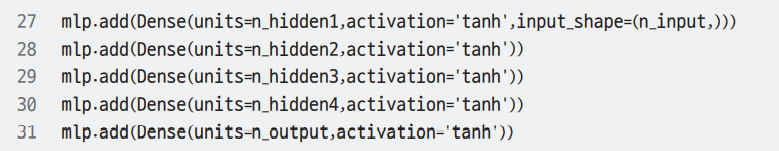 27 mlp.add(Dense(units=n_hidden1,activation='tanh',input_shape=(n_input,)))
28 mlp.add(Dense(units=n_hidden2,activation='tanh'))
29 mlp.add(Dense(units=n_hidden3,activation='tanh'))
30 mlp.add(Dense(units=n_hidden4,activation='tanh'))
31 mlp.add(Dense(units=n_output,activation='tanh'))